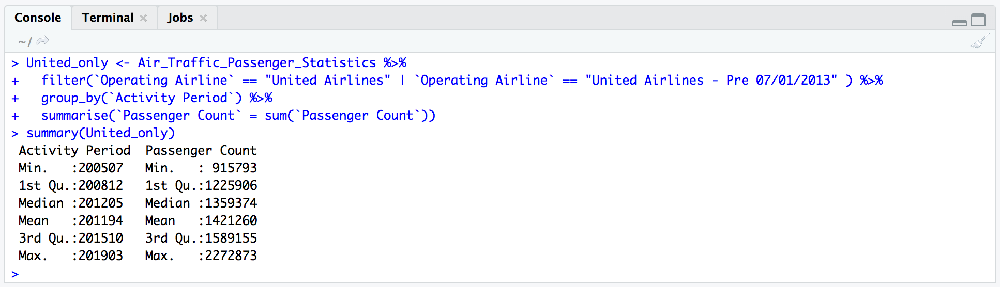 Console Terminal × Jobs ×
~/
> United_only <- Air_Traffic_Passenger_Statistics %>%
+   filter(`Operating Airline` == "United Airlines" | `Operating Airline` == "United Airlines - Pre 07/01/2013" ) %>%
+   group_by(`Activity Period`) %>%
+   summarise(`Passenger Count` = sum(`Passenger Count`))
> summary(United_only)
 Activity Period  Passenger Count
 Min.   :200507   Min.   : 915793
 1st Qu.:200812   1st Qu.:1225906
 Median :201205   Median :1359374
 Mean   :201194   Mean   :1421260
 3rd Qu.:201510   3rd Qu.:1589155
 Max.   :201903   Max.   :2272873
>